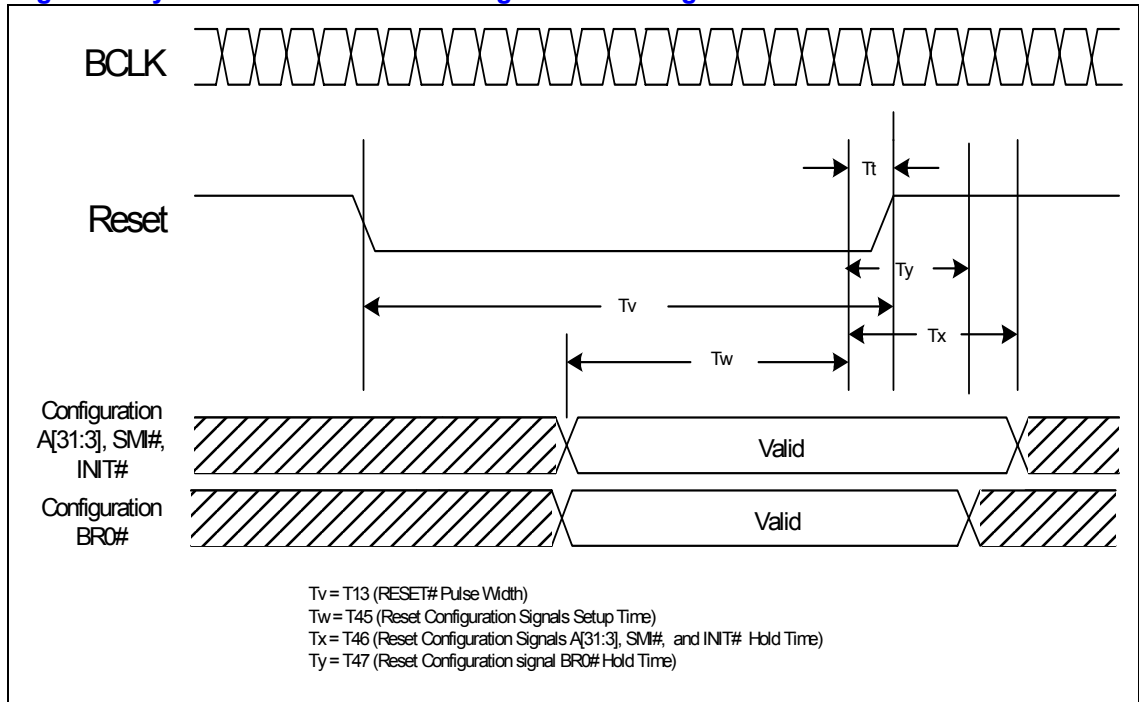 BCLK
Tt
Reset
Ty
Tv
Tx
Tw
Configuration
A[31:3], SMI#,
INIT#
Valid
Configuration
BR0#
Valid
Tv = T13 (RESET# Pulse Width)
Tw = T45 (Reset Configuration Signals Setup Time)
Tx = T46 (Reset Configuration Signals A[31:3], SMI#, and INIT# Hold Time)
Ty = T47 (Reset Configuration signal BR0# Hold Time)